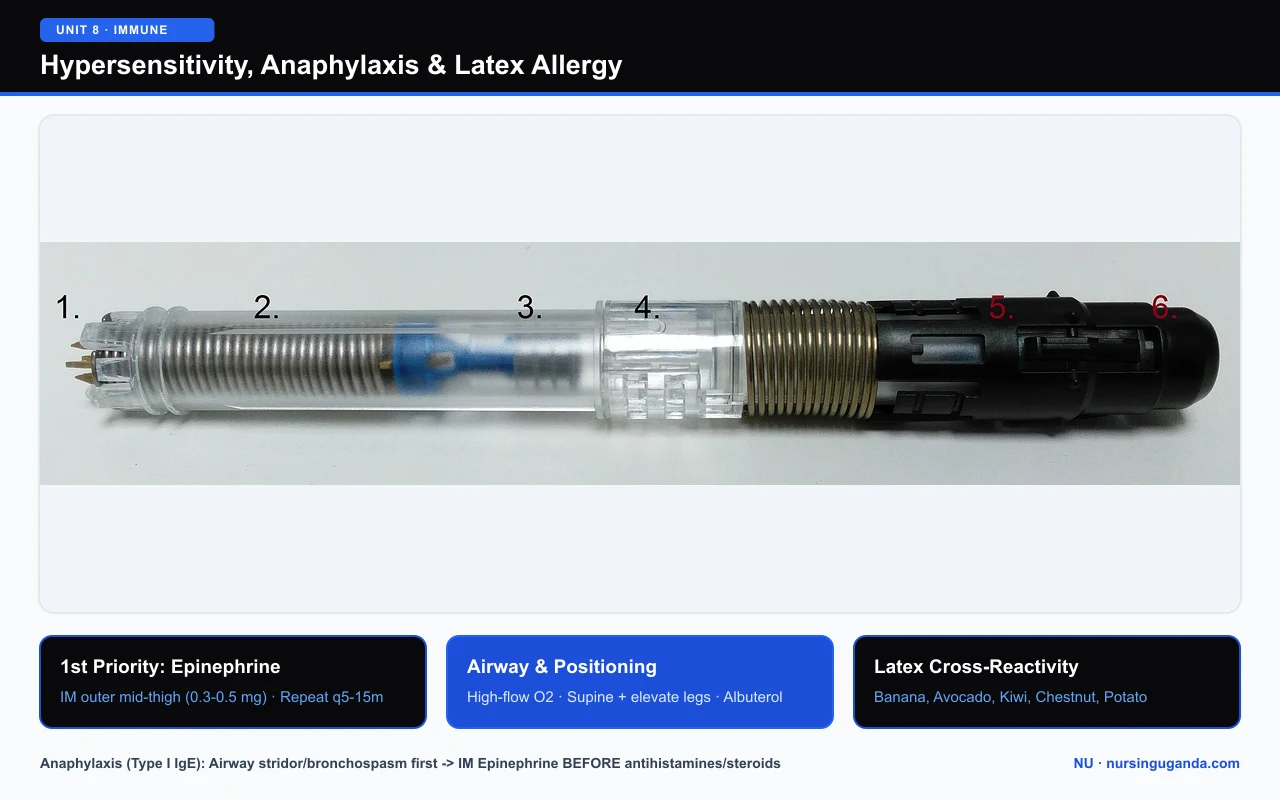 UNIT 8 · IMMUNE
Hypersensitivity, Anaphylaxis & Latex Allergy
1. 2. 3. 4. 5. 6.
1st Priority: Epinephrine
IM outer mid-thigh (0.3-0.5 mg) · Repeat q5-15m
Airway & Positioning
High-flow O2 · Supine + elevate legs · Albuterol
Latex Cross-Reactivity
Banana, Avocado, Kiwi, Chestnut, Potato
Anaphylaxis (Type I IgE): Airway stridor/bronchospasm first -> IM Epinephrine BEFORE antihistamines/steroids
NU · nursinguganda.com